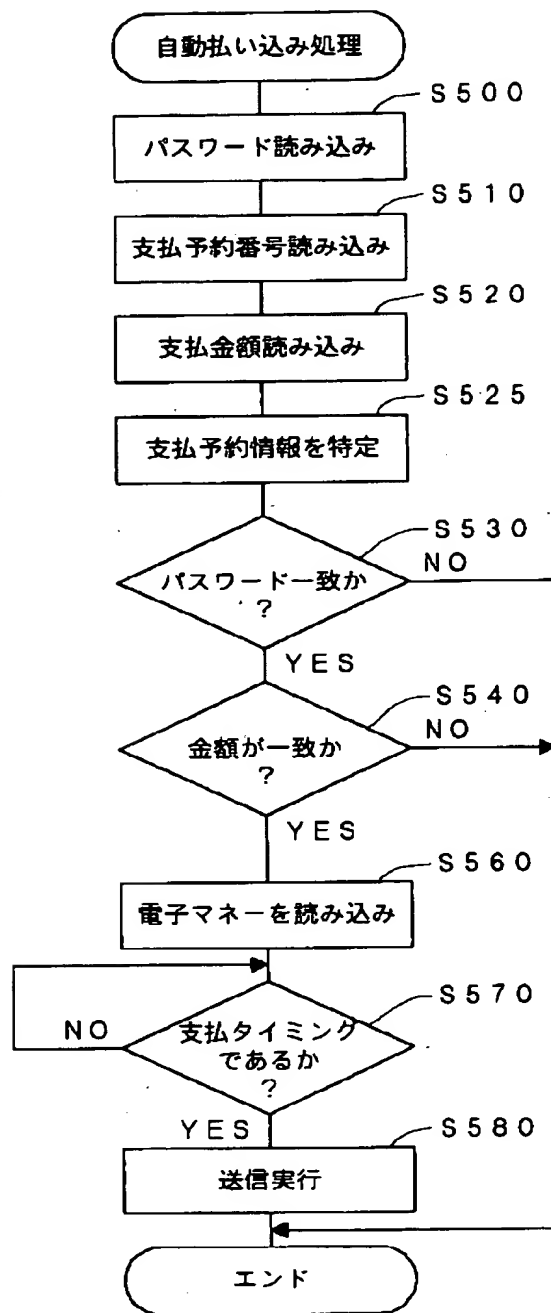 自動払い込み処理
S500
パスワード読み込み
S510
支払予約番号読み込み
S520
支払金額読み込み
S525
支払予約情報を特定
S530
パスワード一致か
?
NO
YES
S540
金額が一致か
?
NO
YES
S560
電子マネーを読み込み
S570
支払タイミング
であるか
?
NO
YES
S580
送信実行
エンド